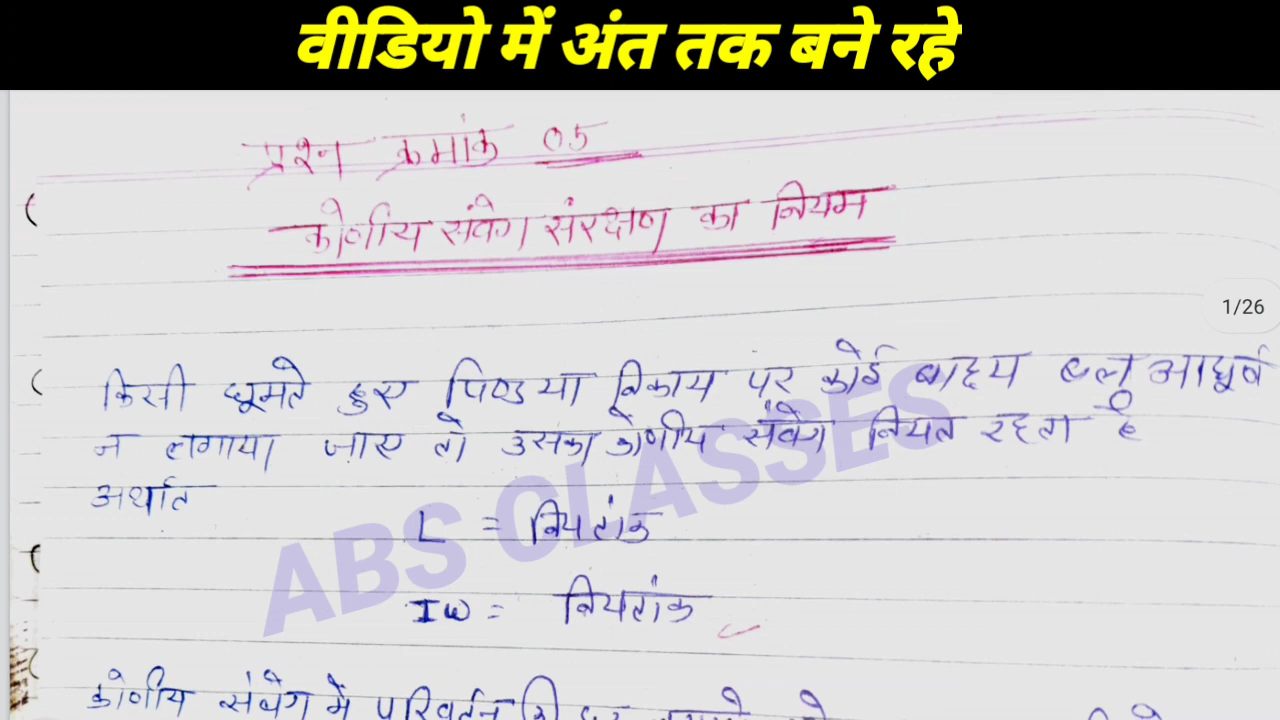 वीडियो में अंत तक बने रहे
प्रश्न क्रमांक 05
कोणीय संवेग संरक्षण का नियम
1/26
किसी घूमते हुए पिण्ड या निकाय पर कोई बाह्य बल आघूर्ण
न लगाया जाए तो उसका कोणीय संवेग नियत रहता है
अर्थात
L = नियतांक
Iω = नियतांक
ABS CLASSES
कोणीय संवेग में परिवर्तन की